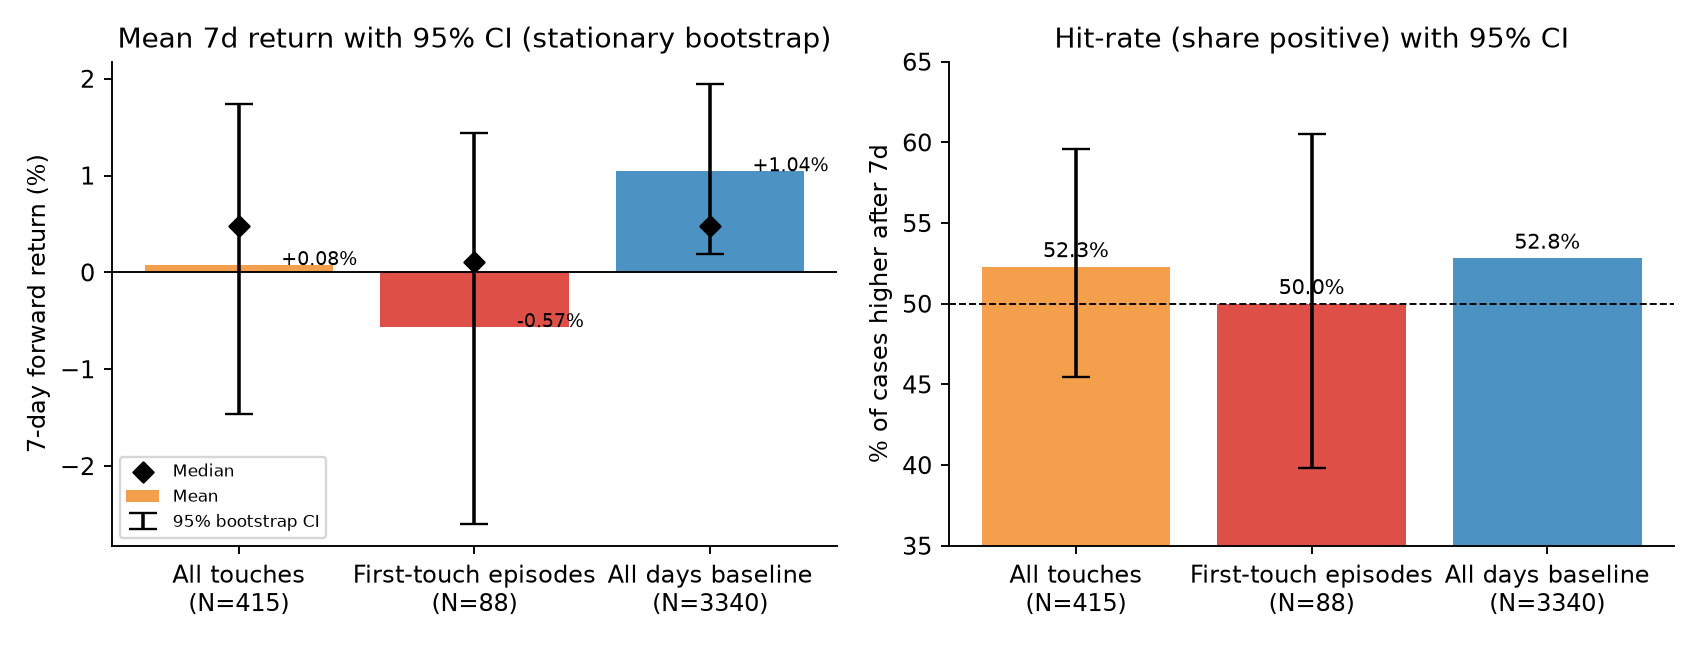 Mean 7d return with 95% CI (stationary bootstrap)
7-day forward return (%)
2
1
0
−1
−2
+0.08%
-0.57%
+1.04%
Median
Mean
95% bootstrap CI
All touches
(N=415)
First-touch episodes
(N=88)
All days baseline
(N=3340)
Hit-rate (share positive) with 95% CI
% of cases higher after 7d
65
60
55
50
45
40
35
52.3%
50.0%
52.8%
All touches
(N=415)
First-touch episodes
(N=88)
All days baseline
(N=3340)